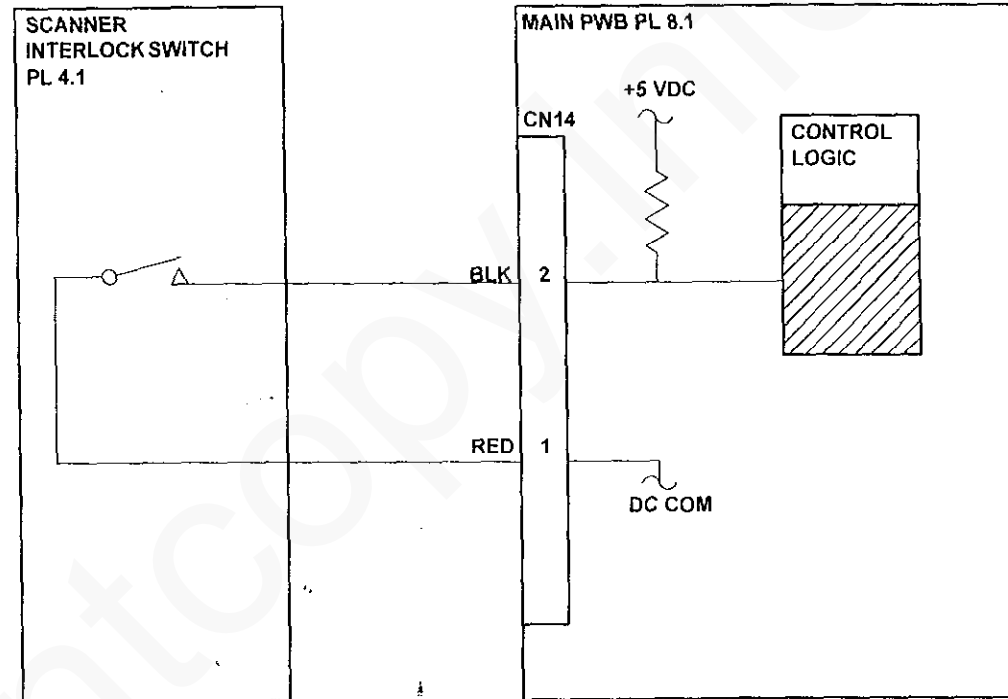 SCANNER
INTERLOCK SWITCH
PL 4.1
MAIN PWB PL 8.1
+5 VDC
CN14
CONTROL
LOGIC
BLK 2
RED 1
DC COM